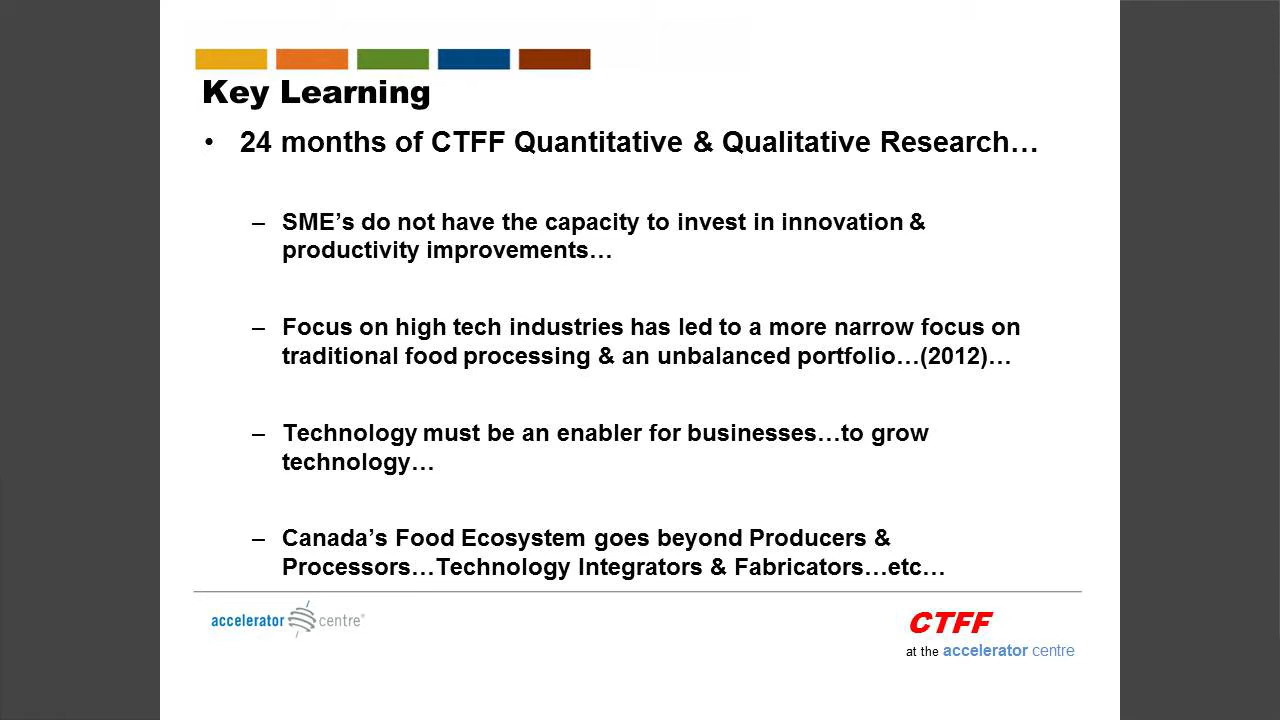 Key Learning
• 24 months of CTFF Quantitative & Qualitative Research…
– SME’s do not have the capacity to invest in innovation &
productivity improvements…
– Focus on high tech industries has led to a more narrow focus on
traditional food processing & an unbalanced portfolio…(2012)…
– Technology must be an enabler for businesses…to grow
technology…
– Canada’s Food Ecosystem goes beyond Producers &
Processors…Technology Integrators & Fabricators…etc…
accelerator centre®
CTFF
at the accelerator centre